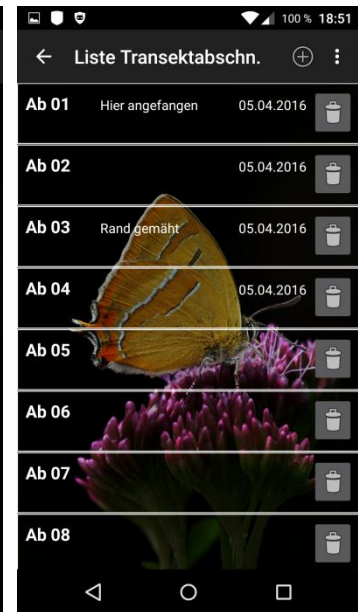 100 % 18:51
Liste Transektabschn.
Ab 01 Hier angefangen 05.04.2016
Ab 02 05.04.2016
Ab 03 Rand gemäht 05.04.2016
Ab 04 05.04.2016
Ab 05
Ab 06
Ab 07
Ab 08